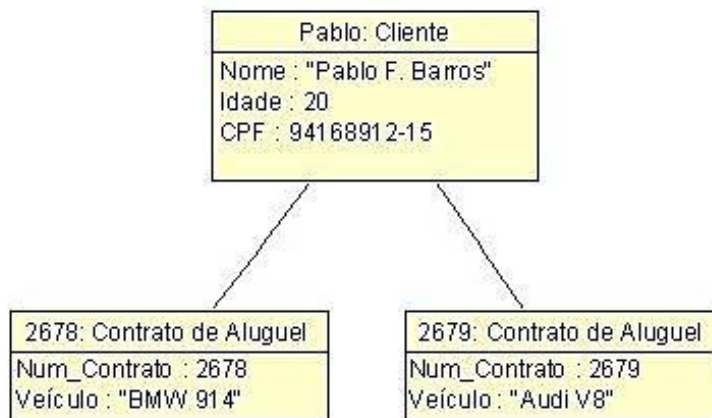 Pablo: Cliente
Nome : "Pablo F. Barros"
Idade : 20
CPF : 94168912-15
2678: Contrato de Aluguel
Num_Contrato : 2678
Veículo : "BMW 914"
2679: Contrato de Aluguel
Num_Contrato : 2679
Veículo : "Audi V8"